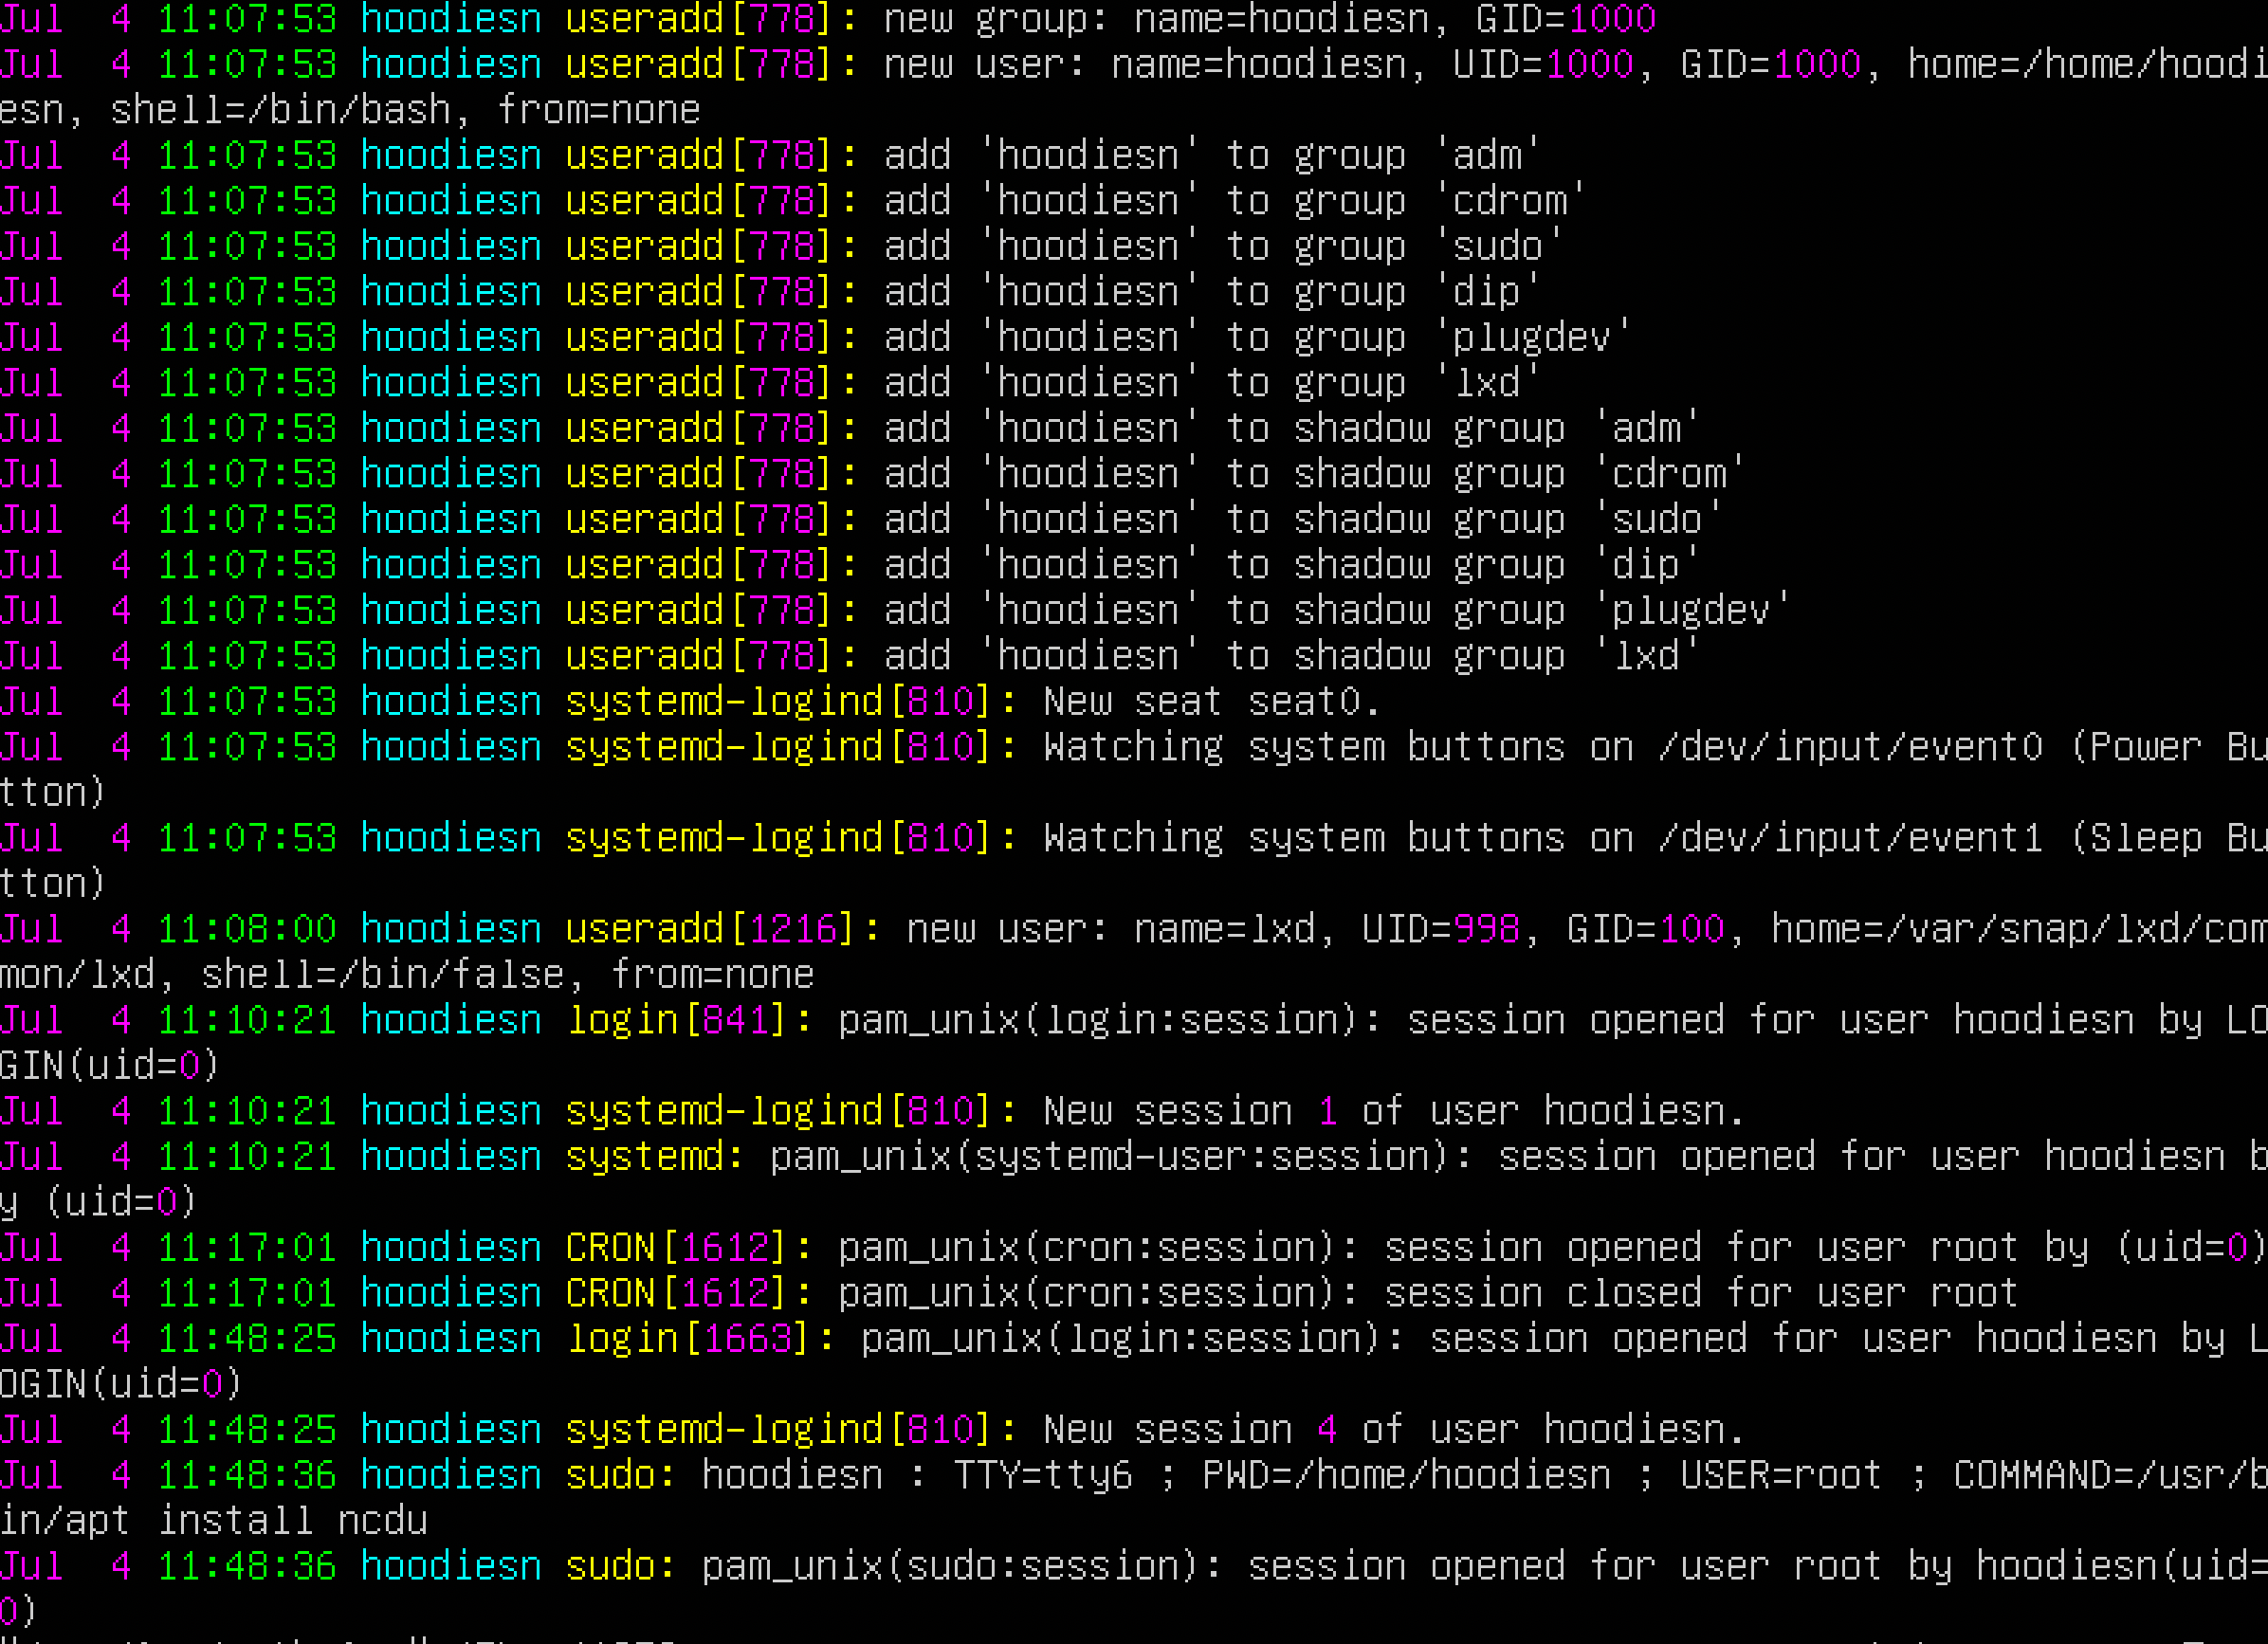 Jul  4 11:07:53 hoodiesn useradd[778]: new group: name=hoodiesn, GID=1000
Jul  4 11:07:53 hoodiesn useradd[778]: new user: name=hoodiesn, UID=1000, GID=1000, home=/home/hoodi
esn, shell=/bin/bash, from=none
Jul  4 11:07:53 hoodiesn useradd[778]: add 'hoodiesn' to group 'adm'
Jul  4 11:07:53 hoodiesn useradd[778]: add 'hoodiesn' to group 'cdrom'
Jul  4 11:07:53 hoodiesn useradd[778]: add 'hoodiesn' to group 'sudo'
Jul  4 11:07:53 hoodiesn useradd[778]: add 'hoodiesn' to group 'dip'
Jul  4 11:07:53 hoodiesn useradd[778]: add 'hoodiesn' to group 'plugdev'
Jul  4 11:07:53 hoodiesn useradd[778]: add 'hoodiesn' to group 'lxd'
Jul  4 11:07:53 hoodiesn useradd[778]: add 'hoodiesn' to shadow group 'adm'
Jul  4 11:07:53 hoodiesn useradd[778]: add 'hoodiesn' to shadow group 'cdrom'
Jul  4 11:07:53 hoodiesn useradd[778]: add 'hoodiesn' to shadow group 'sudo'
Jul  4 11:07:53 hoodiesn useradd[778]: add 'hoodiesn' to shadow group 'dip'
Jul  4 11:07:53 hoodiesn useradd[778]: add 'hoodiesn' to shadow group 'plugdev'
Jul  4 11:07:53 hoodiesn useradd[778]: add 'hoodiesn' to shadow group 'lxd'
Jul  4 11:07:53 hoodiesn systemd-logind[810]: New seat seat0.
Jul  4 11:07:53 hoodiesn systemd-logind[810]: Watching system buttons on /dev/input/event0 (Power Bu
tton)
Jul  4 11:07:53 hoodiesn systemd-logind[810]: Watching system buttons on /dev/input/event1 (Sleep Bu
tton)
Jul  4 11:08:00 hoodiesn useradd[1216]: new user: name=lxd, UID=998, GID=100, home=/var/snap/lxd/com
mon/lxd, shell=/bin/false, from=none
Jul  4 11:10:21 hoodiesn login[841]: pam_unix(login:session): session opened for user hoodiesn by LO
GIN(uid=0)
Jul  4 11:10:21 hoodiesn systemd-logind[810]: New session 1 of user hoodiesn.
Jul  4 11:10:21 hoodiesn systemd: pam_unix(systemd-user:session): session opened for user hoodiesn b
y (uid=0)
Jul  4 11:17:01 hoodiesn CRON[1612]: pam_unix(cron:session): session opened for user root by (uid=0)
Jul  4 11:17:01 hoodiesn CRON[1612]: pam_unix(cron:session): session closed for user root
Jul  4 11:48:25 hoodiesn login[1663]: pam_unix(login:session): session opened for user hoodiesn by L
OGIN(uid=0)
Jul  4 11:48:25 hoodiesn systemd-logind[810]: New session 4 of user hoodiesn.
Jul  4 11:48:36 hoodiesn sudo: hoodiesn : TTY=tty6 ; PWD=/home/hoodiesn ; USER=root ; COMMAND=/usr/b
in/apt install ncdu
Jul  4 11:48:36 hoodiesn sudo: pam_unix(sudo:session): session opened for user root by hoodiesn(uid=
0)